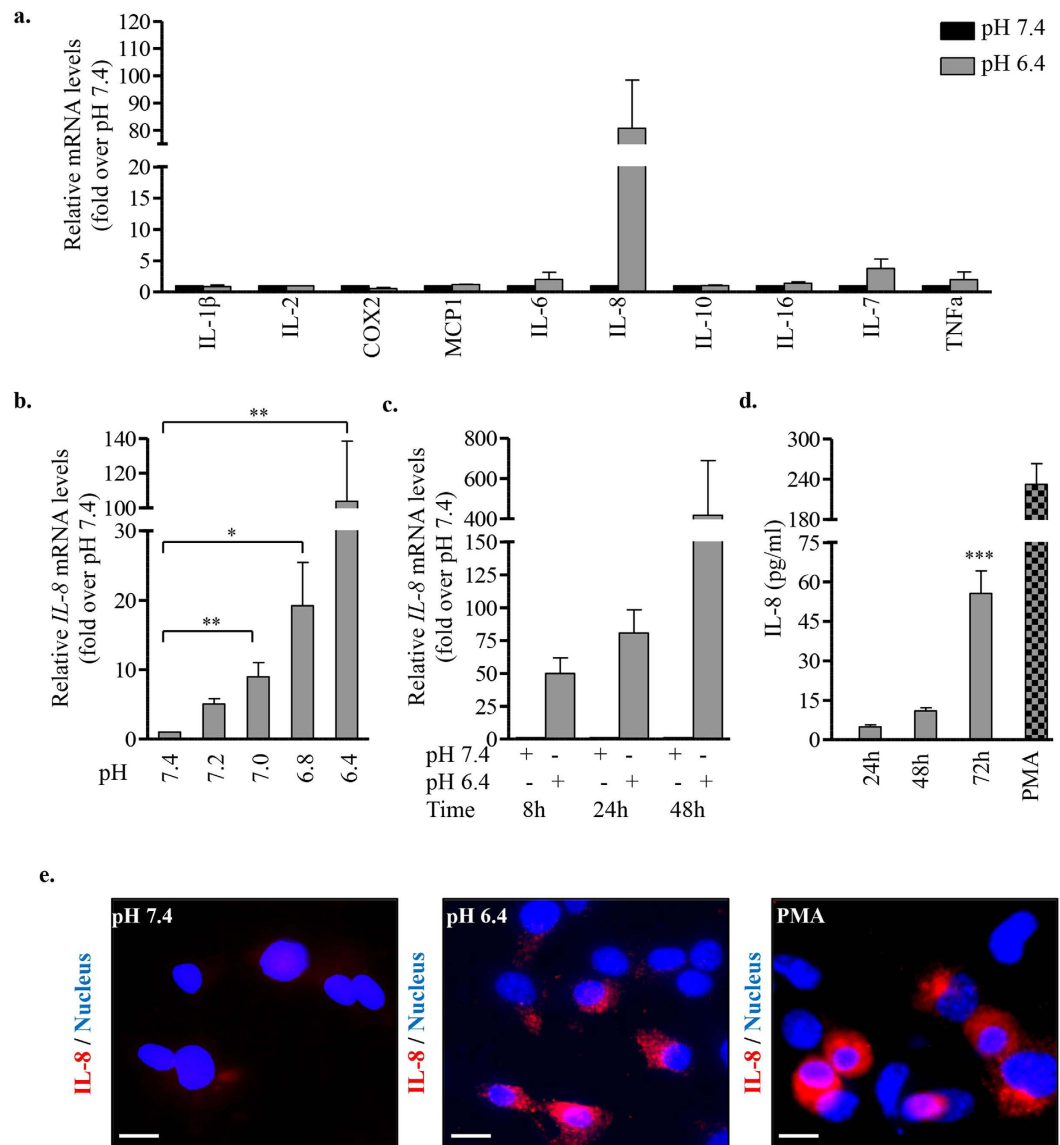 a.
pH 7.4
pH 6.4
Relative mRNA levels
(fold over pH 7.4)
120
110
100
90
80
20
15
10
5
0
IL-1β
IL-2
COX2
MCP1
IL-6
IL-8
IL-10
IL-16
IL-7
TNFa
b.
Relative IL-8 mRNA levels
(fold over pH 7.4)
**
*
**
140
120
100
30
20
10
0
pH
7.4
7.2
7.0
6.8
6.4
c.
Relative IL-8 mRNA levels
(fold over pH 7.4)
800
600
400
150
125
100
75
50
25
0
pH 7.4 + - + - + -
pH 6.4 - + - + - +
Time 8h 24h 48h
d.
IL-8 (pg/ml)
300
240
180
75
60
45
30
15
0
***
24h
48h
72h
PMA
e.
IL-8 / Nucleus
pH 7.4
IL-8 / Nucleus
pH 6.4
IL-8 / Nucleus
PMA